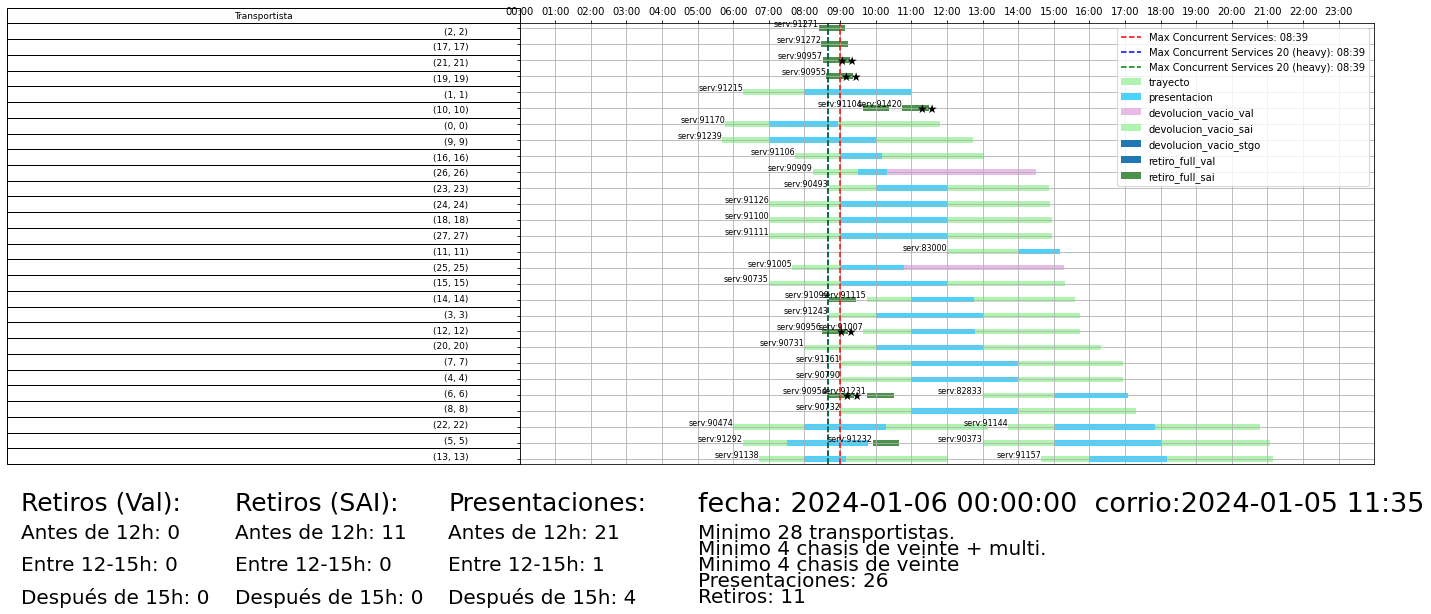 Transportista
00:00 01:00 02:00 03:00 04:00 05:00 06:00 07:00 08:00 09:00 10:00 11:00 12:00 13:00 14:00 15:00 16:00 17:00 18:00 19:00 20:00 21:00 22:00 23:00
(2, 2) serv:91271
(17, 17) serv:91272
(21, 21) serv:90957
(19, 19) serv:90955
(1, 1) serv:91215
(10, 10) serv:91104 serv:91420
(0, 0) serv:91170
(9, 9) serv:91239
(16, 16) serv:91106
(26, 26) serv:90909
(23, 23) serv:90493
(24, 24) serv:91126
(18, 18) serv:91100
(27, 27) serv:91111
(11, 11) serv:83000
(25, 25) serv:91005
(15, 15) serv:90735
(14, 14) serv:91115
(3, 3) serv:91243
(12, 12) serv:90956 serv:91007
(20, 20) serv:90731
(7, 7) serv:91161
(4, 4) serv:90790
(6, 6) serv:90954 serv:91231 serv:82833
(8, 8) serv:90732
(22, 22) serv:90474 serv:91144
(5, 5) serv:91292 serv:91232 serv:90373
(13, 13) serv:91138 serv:91157
Max Concurrent Services: 08:39
Max Concurrent Services 20 (heavy): 08:39
Max Concurrent Services 20 (heavy): 08:39
trayecto
presentacion
devolucion_vacio_val
devolucion_vacio_sai
devolucion_vacio_stgo
retiro_full_val
retiro_full_sai
Retiros (Val):
Antes de 12h: 0
Entre 12-15h: 0
Después de 15h: 0
Retiros (SAI):
Antes de 12h: 11
Entre 12-15h: 0
Después de 15h: 0
Presentaciones:
Antes de 12h: 21
Entre 12-15h: 1
Después de 15h: 4
fecha: 2024-01-06 00:00:00 corrio:2024-01-05 11:35
Minimo 28 transportistas.
Minimo 4 chasis de veinte + multi.
Minimo 4 chasis de veinte
Presentaciones: 26
Retiros: 11